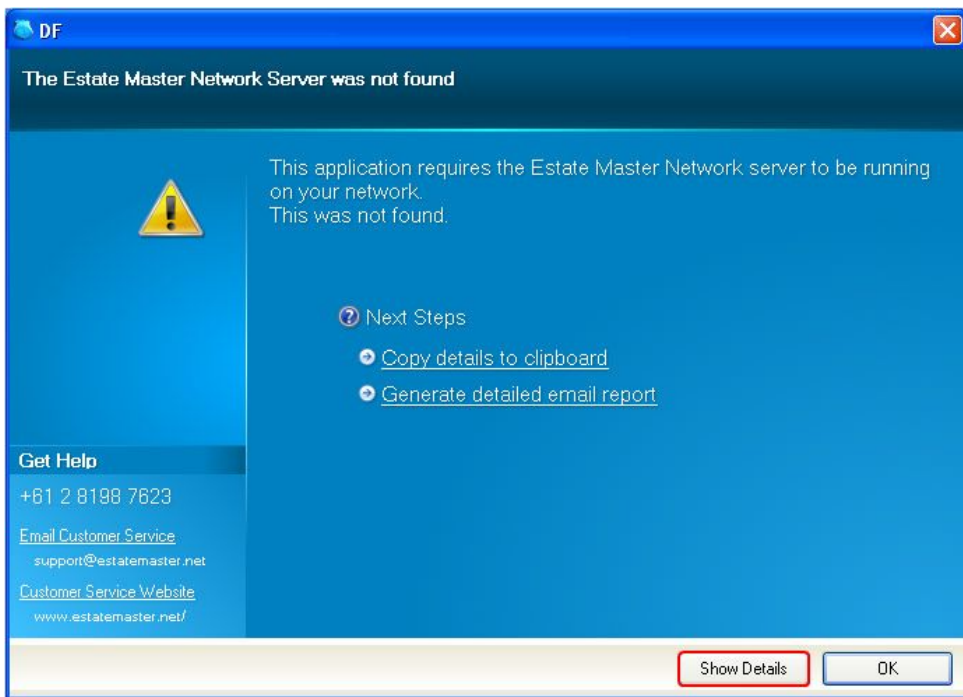 DF
The Estate Master Network Server was not found
This application requires the Estate Master Network server to be running
on your network.
This was not found.
Next Steps
Copy details to clipboard
Generate detailed email report
Get Help
+61 2 8198 7623
Email Customer Service
support@estatemaster.net
Customer Service Website
www.estatemaster.net/
Show Details
OK